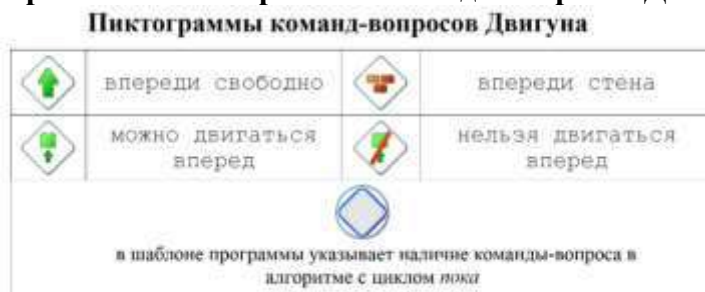 Пиктограммы команд-вопросов Двигуна
впереди свободно
впереди стена
можно двигаться
вперед
нельзя двигаться
вперед
в шаблоне программы указывает наличие команды-вопроса в
алгоритме с циклом пока